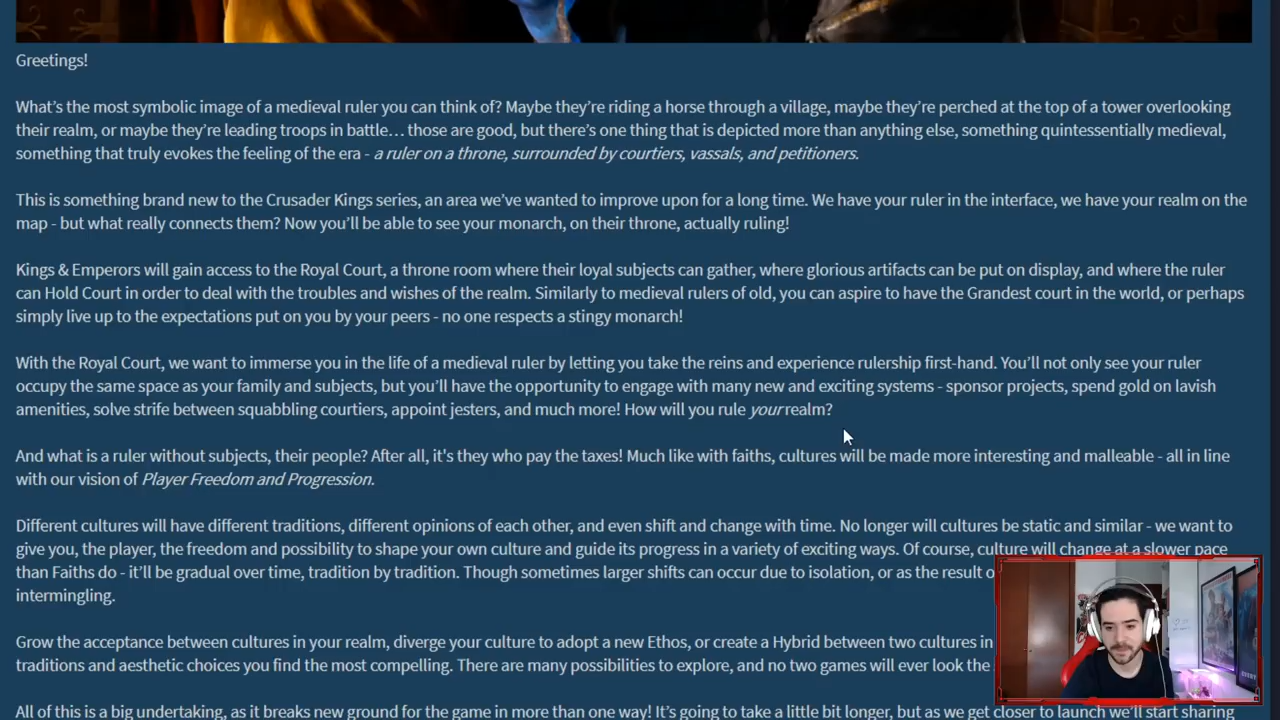 Greetings!
What's the most symbolic image of a medieval ruler you can think of? Maybe they're riding a horse through a village, maybe they're perched at the top of a tower overlooking
their realm, or maybe they're leading troops in battle… those are good, but there's one thing that is depicted more than anything else, something quintessentially medieval,
something that truly evokes the feeling of the era - a ruler on a throne, surrounded by courtiers, vassals, and petitioners.
This is something brand new to the Crusader Kings series, an area we've wanted to improve upon for a long time. We have your ruler in the interface, we have your realm on the
map - but what really connects them? Now you'll be able to see your monarch, on their throne, actually ruling!
Kings & Emperors will gain access to the Royal Court, a throne room where their loyal subjects can gather, where glorious artifacts can be put on display, and where the ruler
can Hold Court in order to deal with the troubles and wishes of the realm. Similarly to medieval rulers of old, you can aspire to have the Grandest court in the world, or perhaps
simply live up to the expectations put on you by your peers - no one respects a stingy monarch!
With the Royal Court, we want to immerse you in the life of a medieval ruler by letting you take the reins and experience rulership first-hand. You'll not only see your ruler
occupy the same space as your family and subjects, but you'll have the opportunity to engage with many new and exciting systems - sponsor projects, spend gold on lavish
amenities, solve strife between squabbling courtiers, appoint jesters, and much more! How will you rule your realm?
And what is a ruler without subjects, their people? After all, it's they who pay the taxes! Much like with faiths, cultures will be made more interesting and malleable - all in line
with our vision of Player Freedom and Progression.
Different cultures will have different traditions, different opinions of each other, and even shift and change with time. No longer will cultures be static and similar - we want to
give you, the player, the freedom and possibility to shape your own culture and guide its progress in a variety of exciting ways. Of course, culture will change at a slower pace
than Faiths do - it'll be gradual over time, tradition by tradition. Though sometimes larger shifts can occur due to isolation, or as the result
intermingling.
Grow the acceptance between cultures in your realm, diverge your culture to adopt a new Ethos, or create a Hybrid between two cultures in
traditions and aesthetic choices you find the most compelling. There are many possibilities to explore, and no two games will ever look the
All of this is a big undertaking, as it breaks new ground for the game in more than one way! It's going to take a little bit longer, but as we get closer to launch we'll start sharing